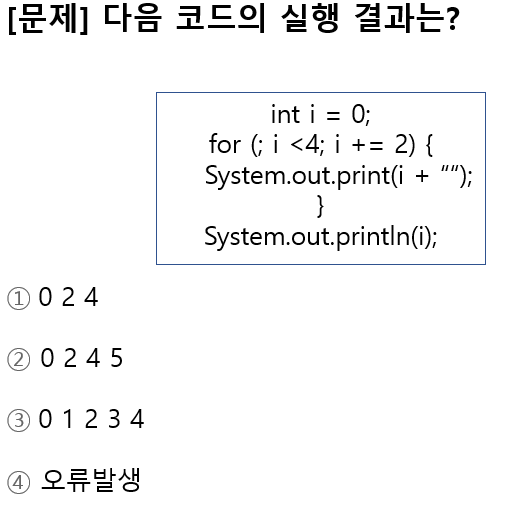 [문제] 다음 코드의 실행 결과는?
int i = 0;
for (; i <4; i += 2) {
System.out.print(i + ““);
}
System.out.println(i);
① 0 2 4
② 0 2 4 5
③ 0 1 2 3 4
④ 오류발생